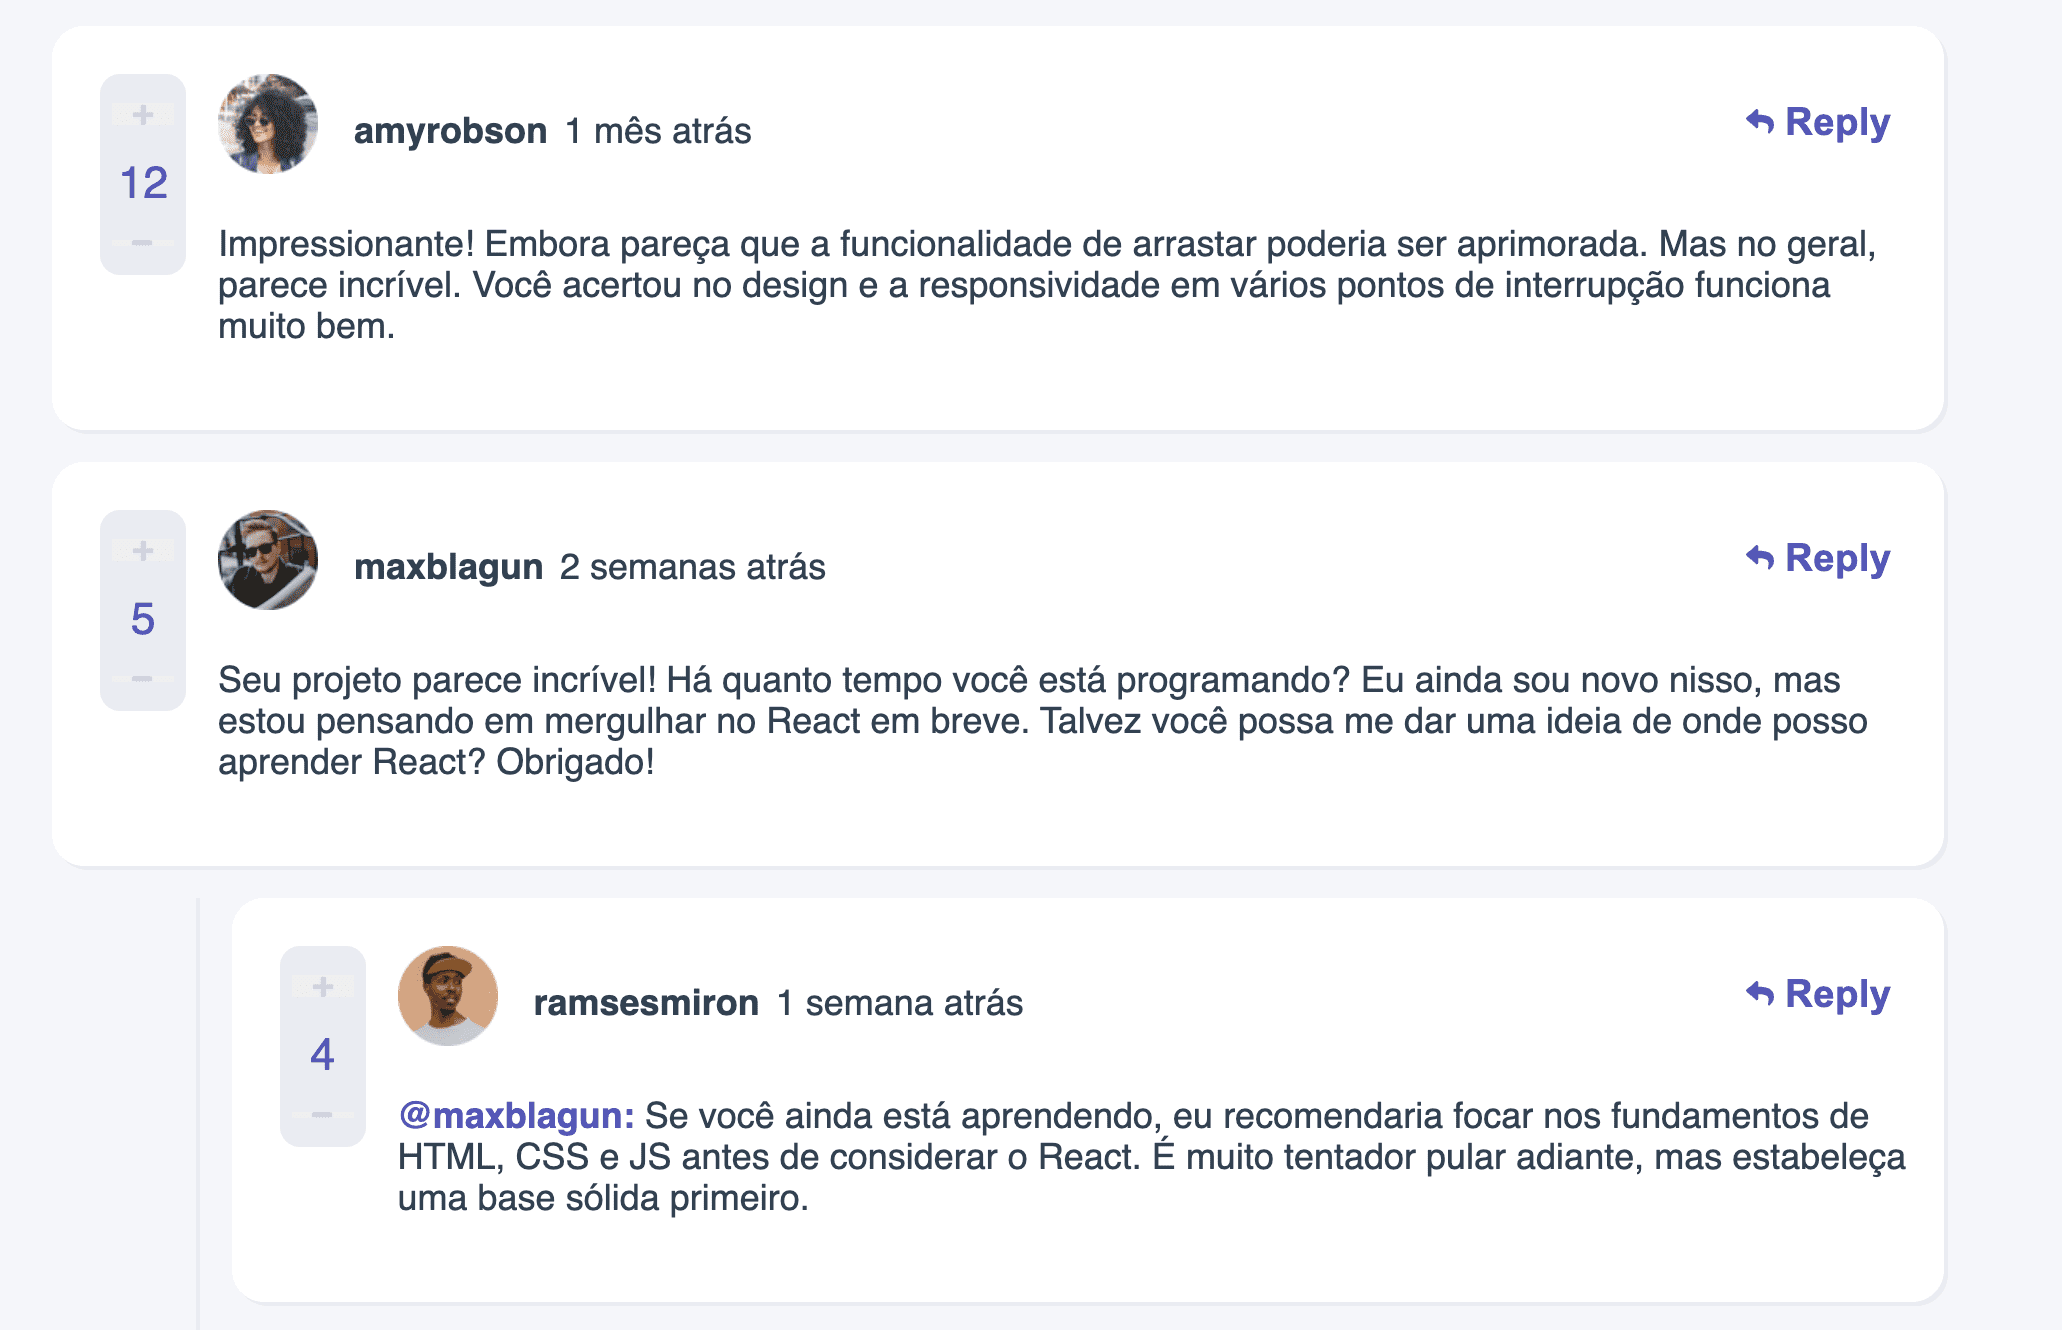 +
12
−
amyrobson 1 mês atrás
Reply
Impressionante! Embora pareça que a funcionalidade de arrastar poderia ser aprimorada. Mas no geral,
parece incrível. Você acertou no design e a responsividade em vários pontos de interrupção funciona
muito bem.
+
5
−
maxblagun 2 semanas atrás
Reply
Seu projeto parece incrível! Há quanto tempo você está programando? Eu ainda sou novo nisso, mas
estou pensando em mergulhar no React em breve. Talvez você possa me dar uma ideia de onde posso
aprender React? Obrigado!
+
4
−
ramsesmiron 1 semana atrás
Reply
@maxblagun: Se você ainda está aprendendo, eu recomendaria focar nos fundamentos de
HTML, CSS e JS antes de considerar o React. É muito tentador pular adiante, mas estabeleça
uma base sólida primeiro.